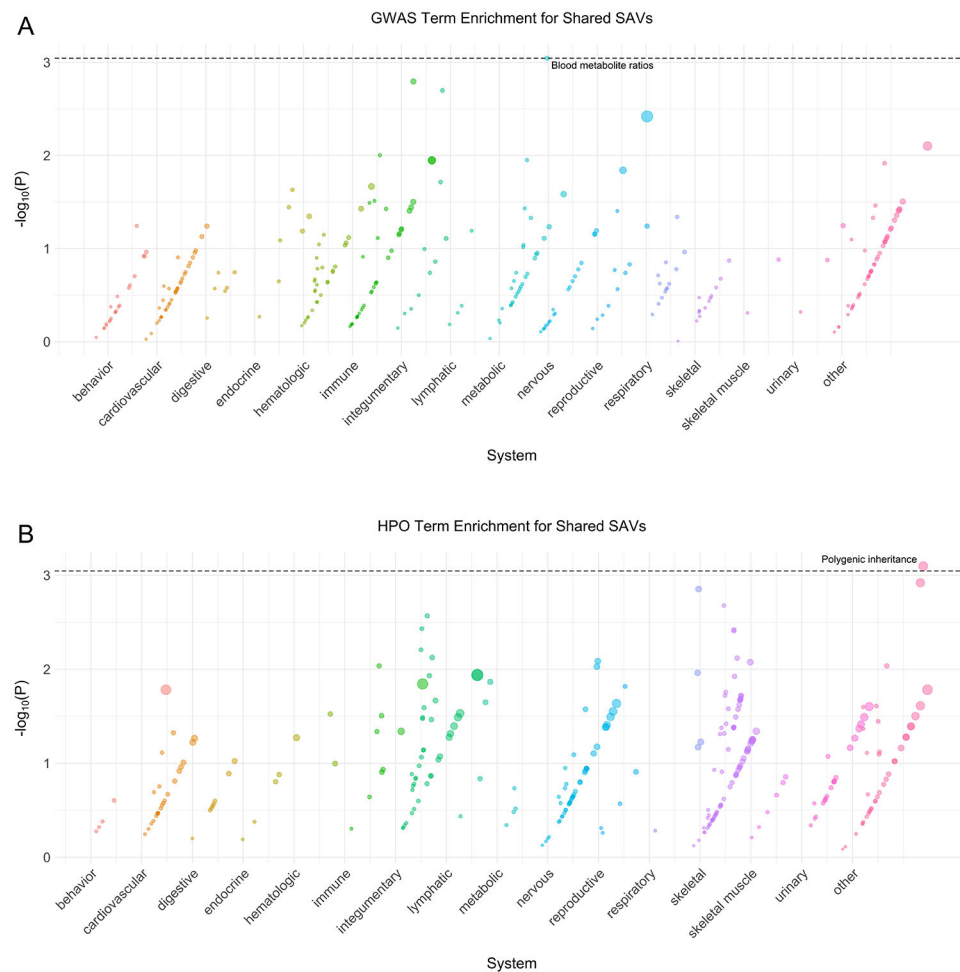 A
GWAS Term Enrichment for Shared SAVs
-log10(P)
3
2
1
0
Blood metabolite ratios
behavior
cardiovascular
digestive
endocrine
hematologic
immune
integumentary
lymphatic
metabolic
nervous
reproductive
respiratory
skeletal
skeletal muscle
urinary
other
System
B
HPO Term Enrichment for Shared SAVs
-log10(P)
Polygenic inheritance
3
2
1
0
behavior
cardiovascular
digestive
endocrine
hematologic
immune
integumentary
lymphatic
metabolic
nervous
reproductive
respiratory
skeletal
skeletal muscle
urinary
other
System